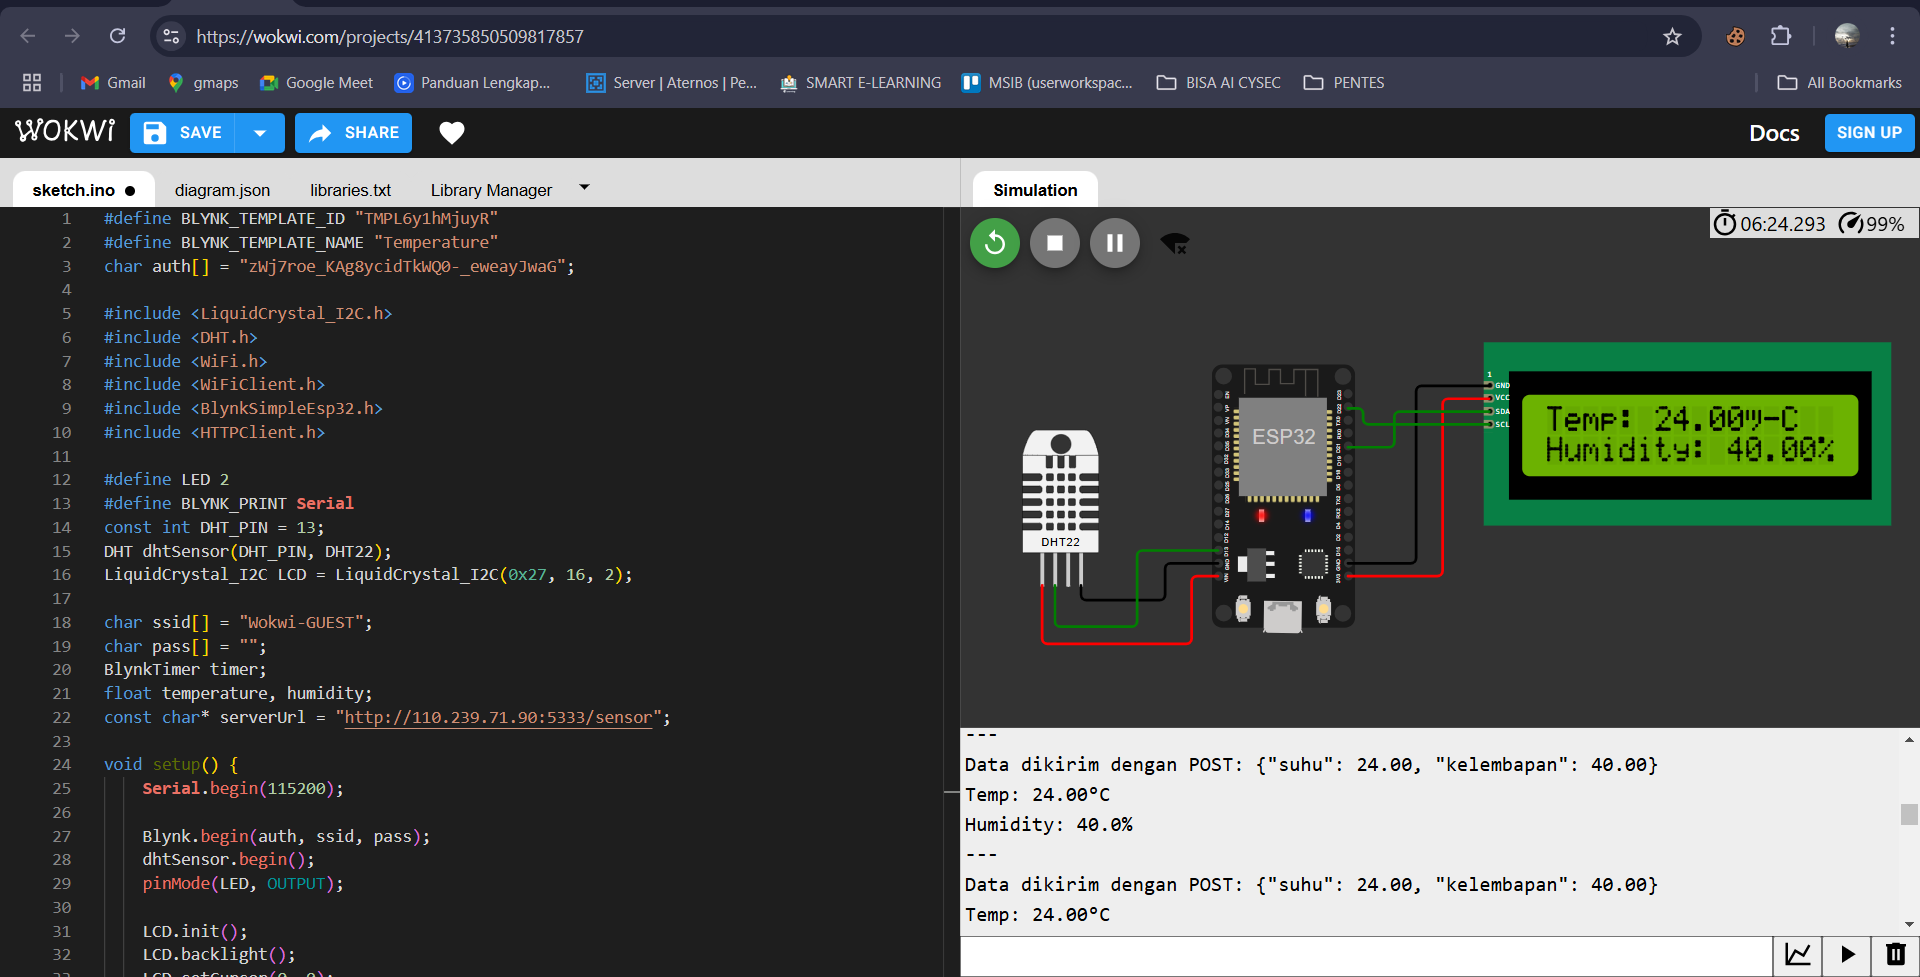 https://wokwi.com/projects/413735850509817857
Gmail
gmaps
Google Meet
Panduan Lengkap...
Server | Aternos | Pe...
SMART E-LEARNING
MSIB (userworkspac...
BISA AI CYSEC
PENTES
All Bookmarks
WOKWi
SAVE
SHARE
Docs
SIGN UP
sketch.ino
diagram.json
libraries.txt
Library Manager
Simulation
1 #define BLYNK_TEMPLATE_ID "TMPL6y1hMjuyR"
2 #define BLYNK_TEMPLATE_NAME "Temperature"
3 char auth[] = "zWj7roe_KAg8ycidTkWQ0-_eweayJwaG";
4
5 #include <LiquidCrystal_I2C.h>
6 #include <DHT.h>
7 #include <WiFi.h>
8 #include <WiFiClient.h>
9 #include <BlynkSimpleEsp32.h>
10 #include <HTTPClient.h>
11
12 #define LED 2
13 #define BLYNK_PRINT Serial
14 const int DHT_PIN = 13;
15 DHT dhtSensor(DHT_PIN, DHT22);
16 LiquidCrystal_I2C LCD = LiquidCrystal_I2C(0x27, 16, 2);
17
18 char ssid[] = "Wokwi-GUEST";
19 char pass[] = "";
20 BlynkTimer timer;
21 float temperature, humidity;
22 const char* serverUrl = "http://110.239.71.90:5333/sensor";
23
24 void setup() {
25 Serial.begin(115200);
26
27 Blynk.begin(auth, ssid, pass);
28 dhtSensor.begin();
29 pinMode(LED, OUTPUT);
30
31 LCD.init();
32 LCD.backlight();
06:24.293
99%
DHT22
ESP32
1
GND
VCC
SDA
SCL
Temp: 24.00ツ-C
Humidity: 40.00%
---
Data dikirim dengan POST: {"suhu": 24.00, "kelembapan": 40.00}
Temp: 24.00°C
Humidity: 40.0%
---
Data dikirim dengan POST: {"suhu": 24.00, "kelembapan": 40.00}
Temp: 24.00°C